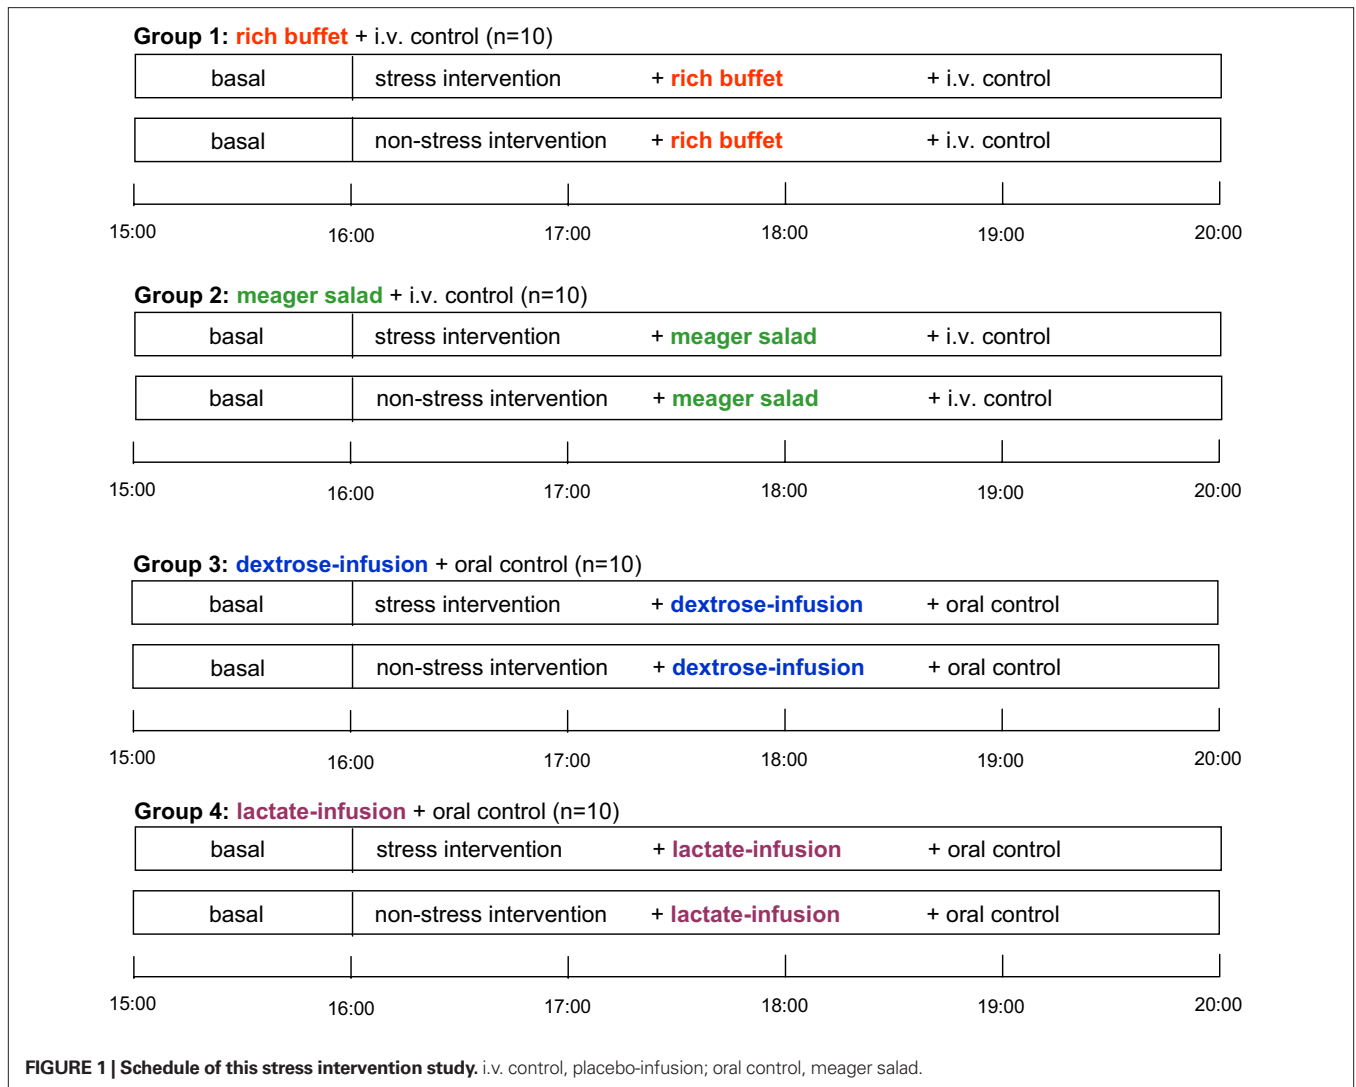 Group 1: rich buffet + i.v. control (n=10)
basal stress intervention + rich buffet + i.v. control
basal non-stress intervention + rich buffet + i.v. control
15:00 16:00 17:00 18:00 19:00 20:00
Group 2: meager salad + i.v. control (n=10)
basal stress intervention + meager salad + i.v. control
basal non-stress intervention + meager salad + i.v. control
15:00 16:00 17:00 18:00 19:00 20:00
Group 3: dextrose-infusion + oral control (n=10)
basal stress intervention + dextrose-infusion + oral control
basal non-stress intervention + dextrose-infusion + oral control
15:00 16:00 17:00 18:00 19:00 20:00
Group 4: lactate-infusion + oral control (n=10)
basal stress intervention + lactate-infusion + oral control
basal non-stress intervention + lactate-infusion + oral control
15:00 16:00 17:00 18:00 19:00 20:00
FIGURE 1 | Schedule of this stress intervention study. i.v. control, placebo-infusion; oral control, meager salad.